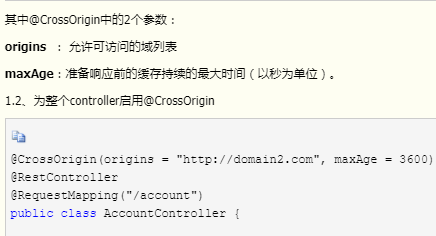 其中@CrossOrigin中的2个参数：
origins ： 允许可访问的域列表
maxAge：准备响应前的缓存持续的最大时间（以秒为单位）。
1.2、为整个controller启用@CrossOrigin
@CrossOrigin(origins = "http://domain2.com", maxAge = 3600)
@RestController
@RequestMapping("/account")
public class AccountController {